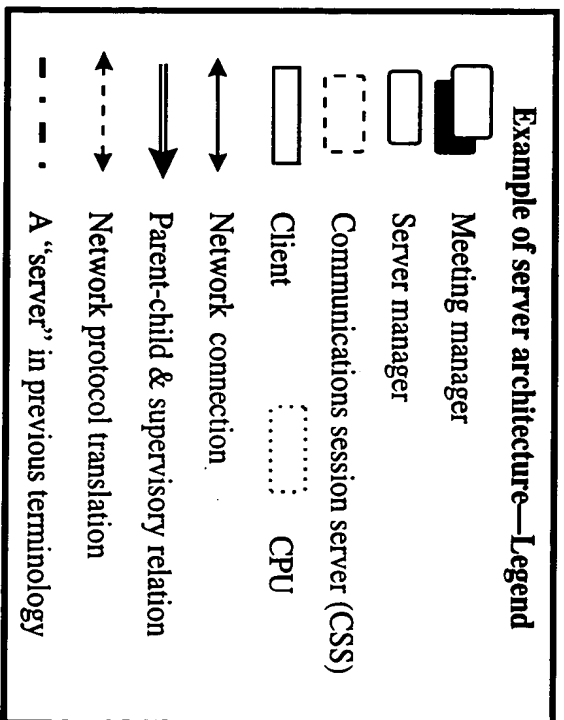 Example of server architecture—Legend
Meeting manager
Server manager
Communications session server (CSS)
Client CPU
Network connection
Parent-child & supervisory relation
Network protocol translation
A “server” in previous terminology